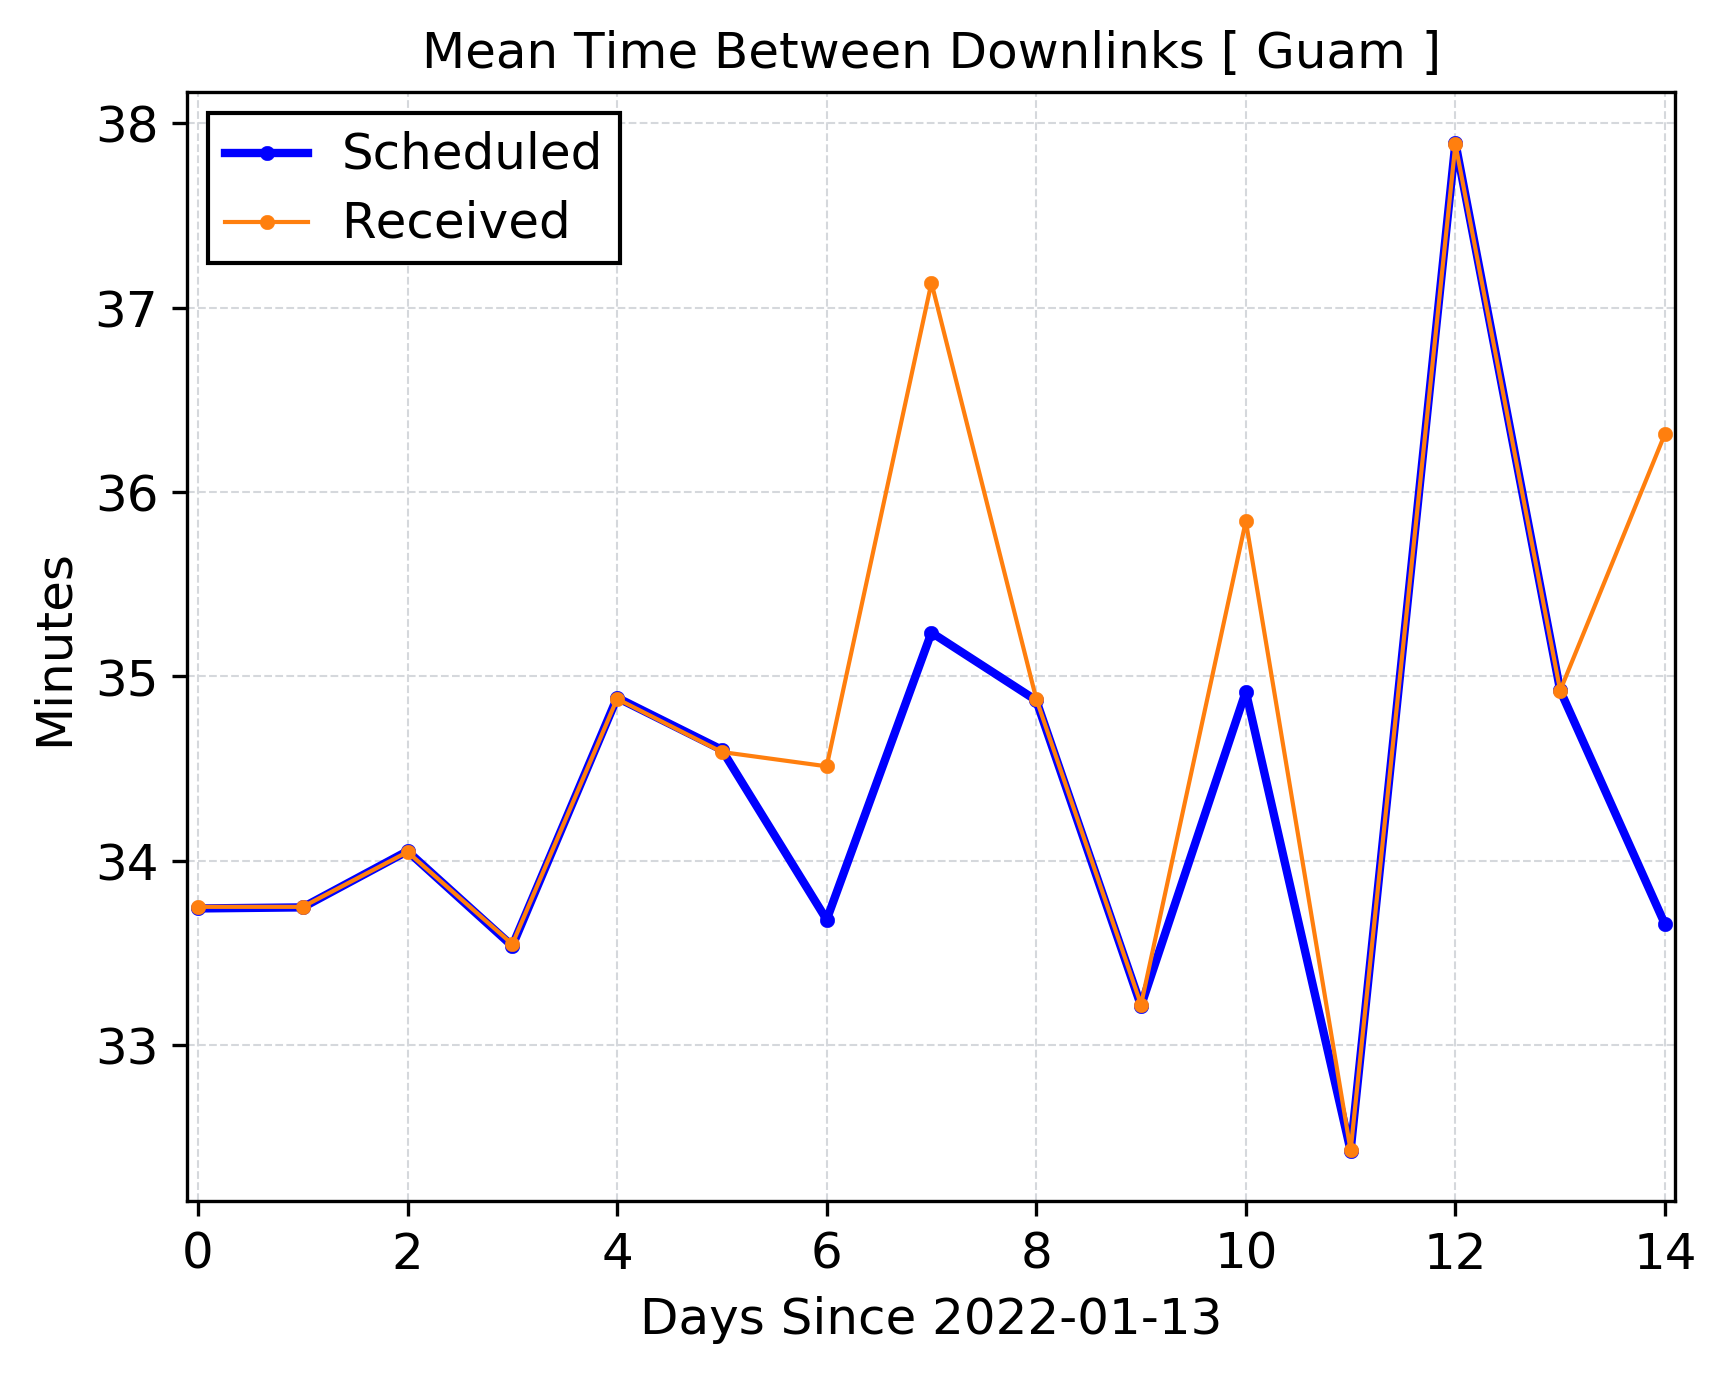 Mean Time Between Downlinks [ Guam ]
Scheduled
Received
38
37
36
35
34
33
Minutes
0 2 4 6 8 10 12 14
Days Since 2022-01-13